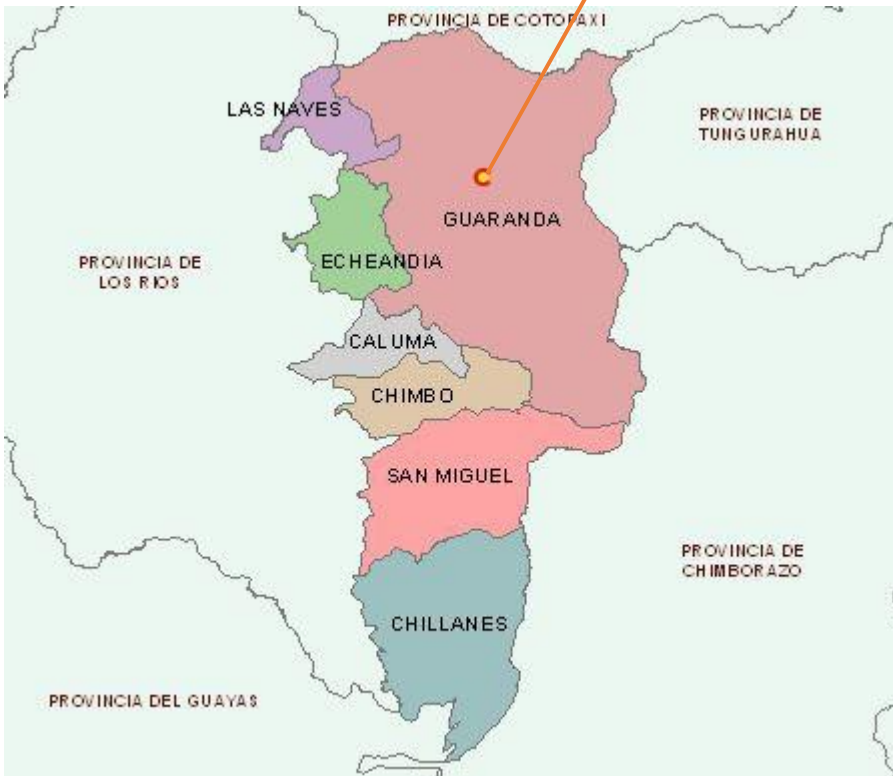 PROVINCIA DE COTOPAXI
LAS NAVES
PROVINCIA DE
TUNGURAHUA
C
GUARANDA
PROVINCIA DE
LOS RIOS
ECHEANDIA
CALUMA
CHIMBO
SAN MIGUEL
PROVINCIA DE
CHIMBORAZO
CHILLANES
PROVINCIA DEL GUAYAS